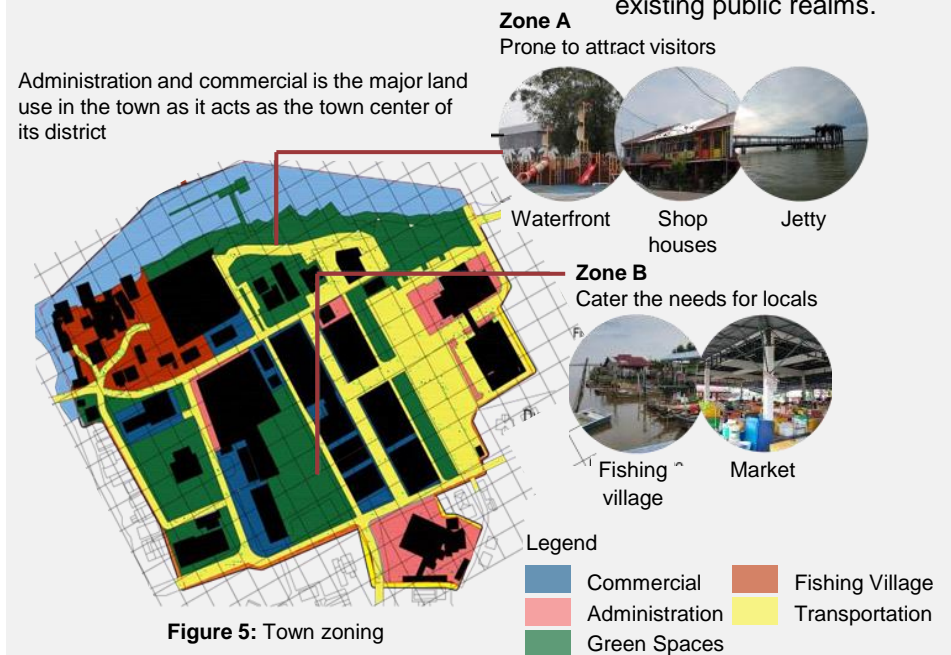 existing public realms.
Zone A
Prone to attract visitors
Administration and commercial is the major land
use in the town as it acts as the town center of
its district
Waterfront
Shop
houses
Jetty
Zone B
Cater the needs for locals
Fishing
village
Market
Legend
Commercial
Fishing Village
Administration
Transportation
Green Spaces
Figure 5: Town zoning